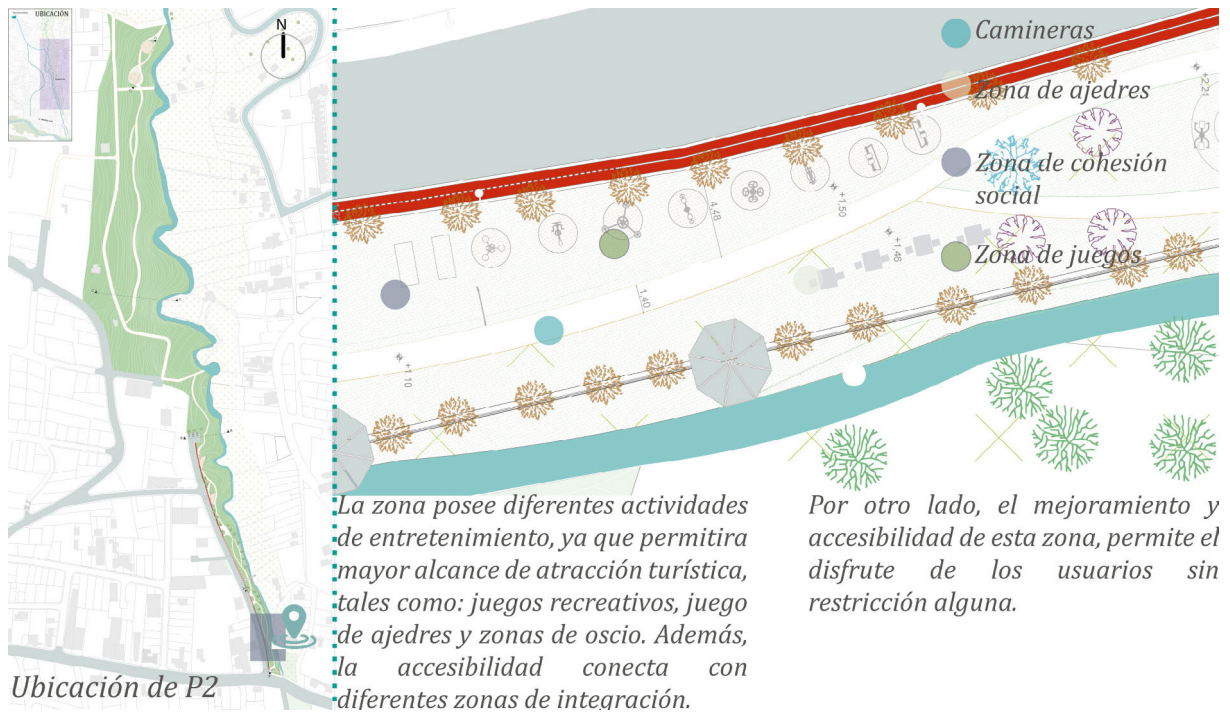 UBICACIÓN
N
Camineras
Zona de ajedres
Zona de cohesión
social
Zona de juegos
+2.21
+1.50
4,48
+1.46
1,40
+1.10
La zona posee diferentes actividades
de entretenimiento, ya que permitira
mayor alcance de atracción turística,
tales como: juegos recreativos, juego
de ajedres y zonas de oscio. Además,
la accesibilidad conecta con
diferentes zonas de integración.
Por otro lado, el mejoramiento y
accesibilidad de esta zona, permite el
disfrute de los usuarios sin
restricción alguna.
Ubicación de P2